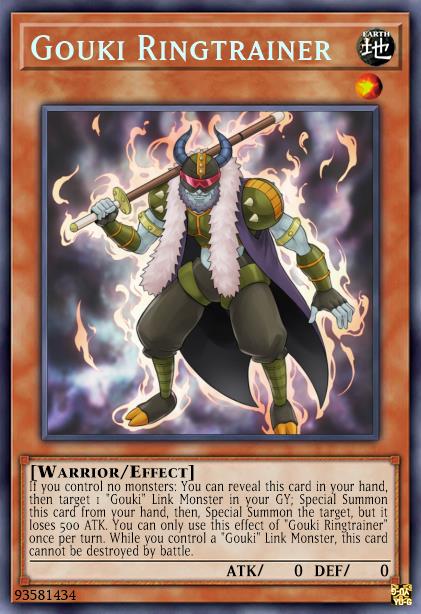 GOUKI RINGTRAINER
EARTH
地
[WARRIOR/EFFECT]
If you control no monsters: You can reveal this card in your hand,
then target 1 "Gouki" Link Monster in your GY; Special Summon
this card from your hand, then, Special Summon the target, but it
loses 500 ATK. You can only use this effect of "Gouki Ringtrainer"
once per turn. While you control a "Gouki" Link Monster, this card
cannot be destroyed by battle.
ATK/ 0 DEF/ 0
93581434